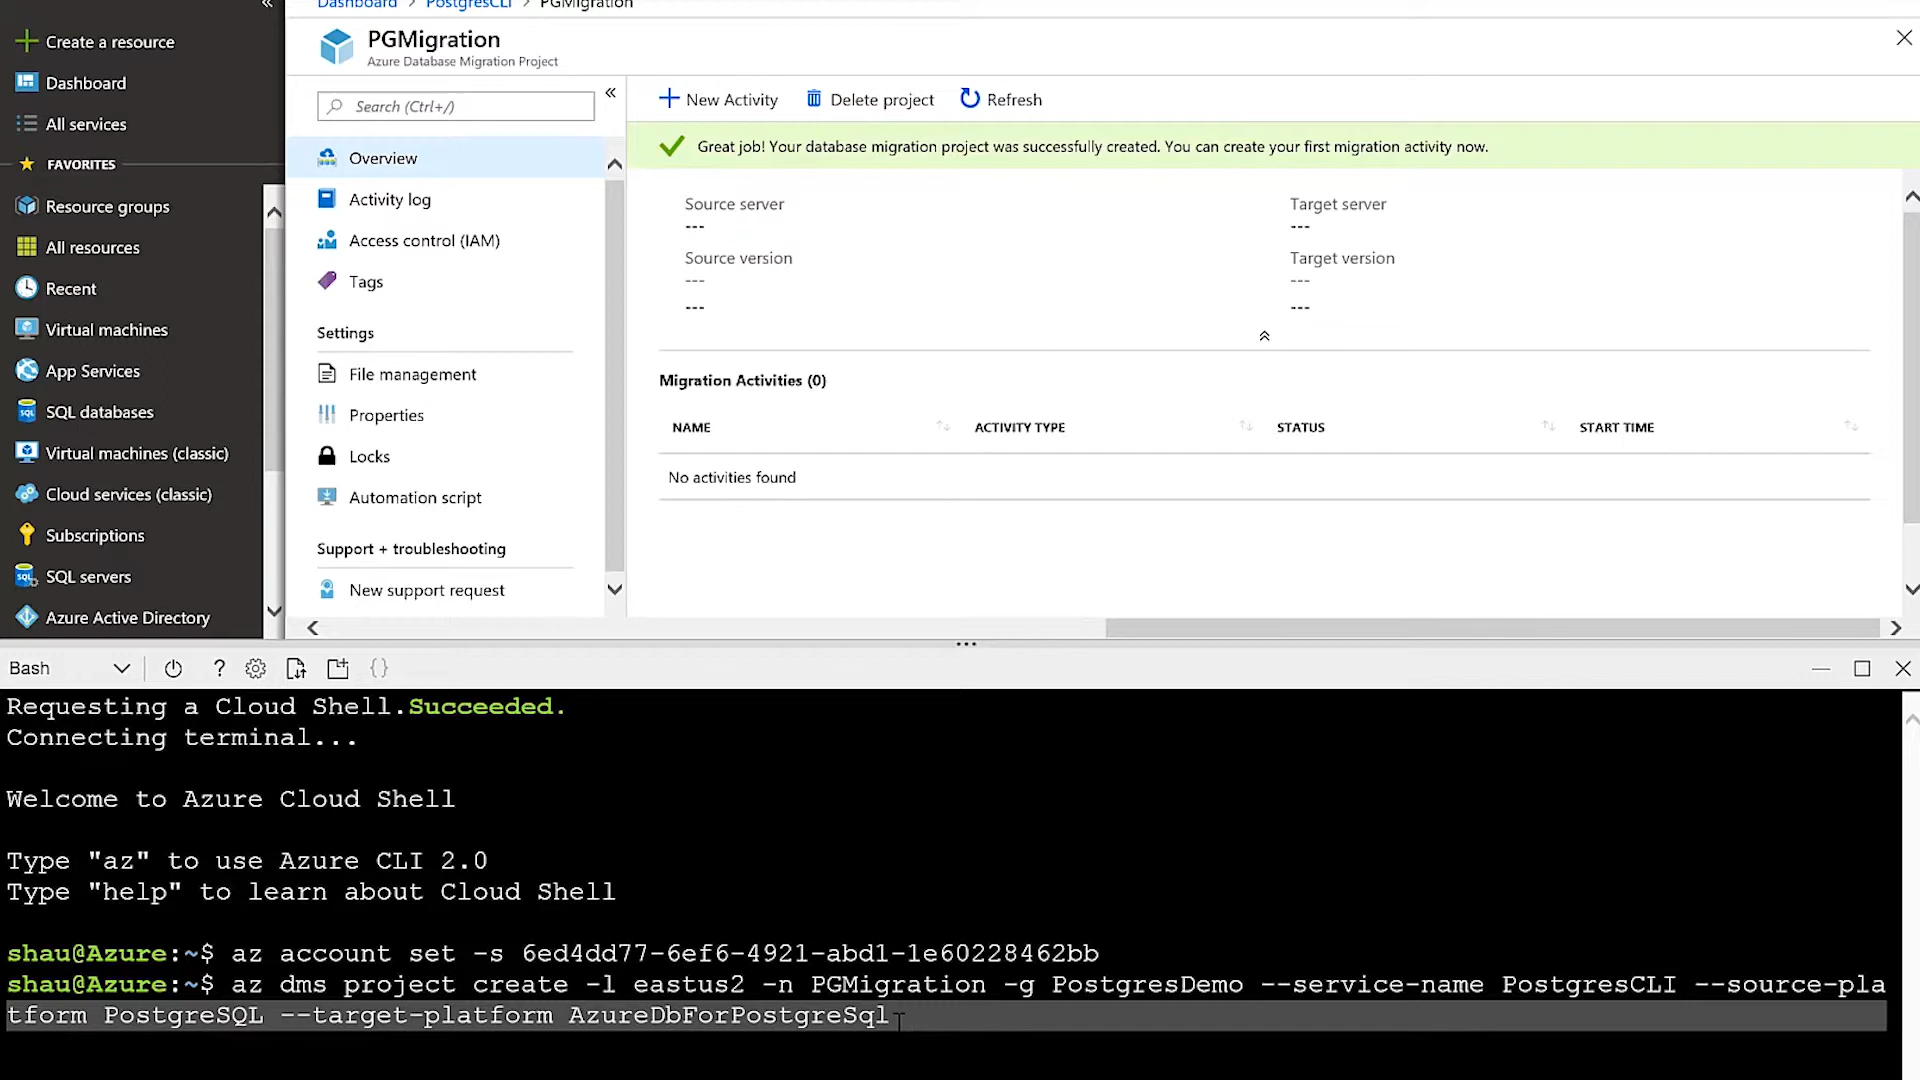 Dashboard > PostgresCLI > PGMigration
PGMigration
Azure Database Migration Project
Create a resource
Dashboard
All services
FAVORITES
Resource groups
All resources
Recent
Virtual machines
App Services
SQL databases
Virtual machines (classic)
Cloud services (classic)
Subscriptions
SQL servers
Azure Active Directory
Search (Ctrl+/)
Overview
Activity log
Access control (IAM)
Tags
Settings
File management
Properties
Locks
Automation script
Support + troubleshooting
New support request
New Activity Delete project Refresh
Great job! Your database migration project was successfully created. You can create your first migration activity now.
Source server Target server
--- ---
Source version Target version
--- ---
--- ---
Migration Activities (0)
NAME ACTIVITY TYPE STATUS START TIME
No activities found
Bash ? {}
Requesting a Cloud Shell.Succeeded.
Connecting terminal...
Welcome to Azure Cloud Shell
Type "az" to use Azure CLI 2.0
Type "help" to learn about Cloud Shell
shau@Azure:~$ az account set -s 6ed4dd77-6ef6-4921-abd1-1e60228462bb
shau@Azure:~$ az dms project create -l eastus2 -n PGMigration -g PostgresDemo --service-name PostgresCLI --source-pla
tform PostgreSQL --target-platform AzureDbForPostgreSql